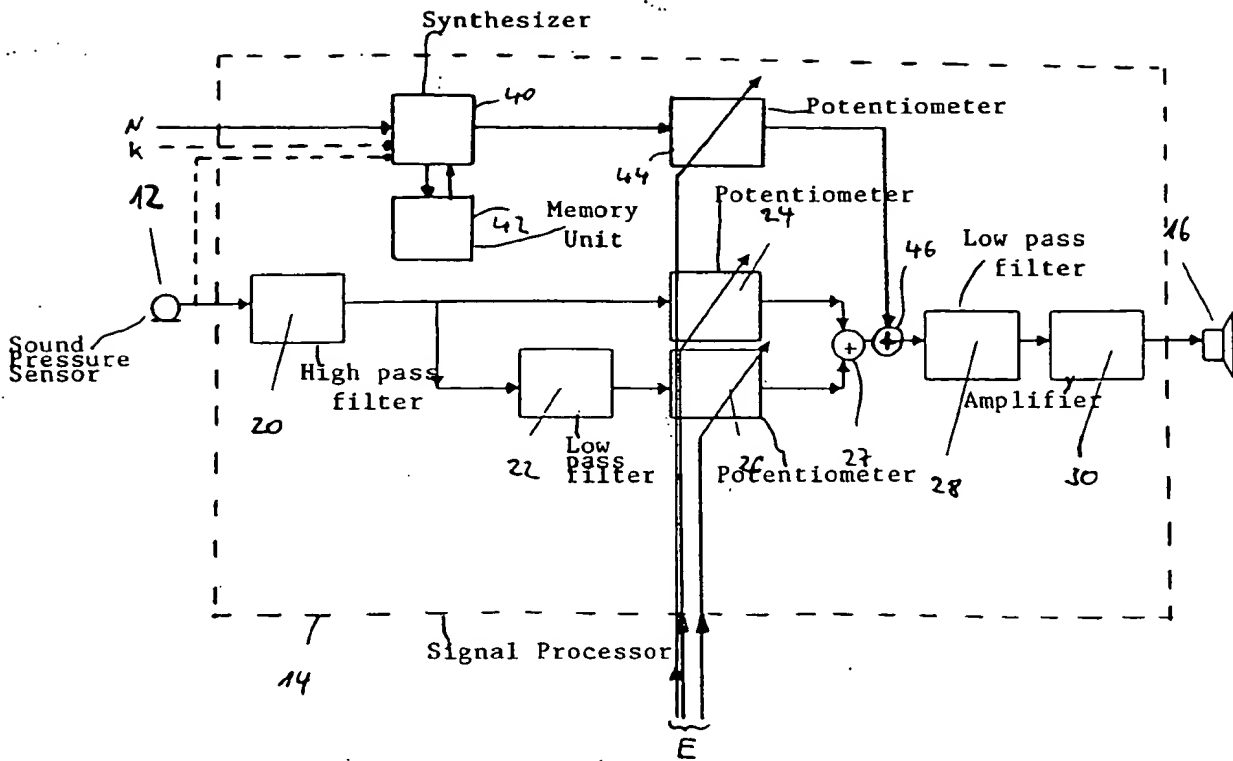 Synthesizer
40
Potentiometer
N
K
44
12
42
Memory
Unit
Potentiometer
24
46
Low pass
filter
16
Sound
Pressure
Sensor
High pass
filter
20
+
+
Amplifier
22
Low
pass
filter
26
27
Potentiometer
28
30
Signal Processor
14
E